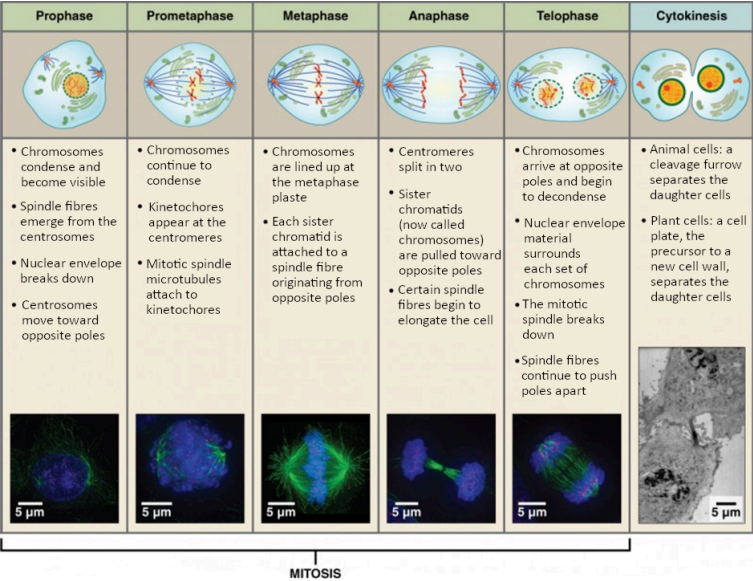 Prophase
Prometaphase
Metaphase
Anaphase
Telophase
Cytokinesis
• Chromosomes
condense and
become visible
• Spindle fibres
emerge from the
centrosomes
• Nuclear envelope
breaks down
• Centrosomes
move toward
opposite poles
• Chromosomes
continue to
condense
• Kinetochores
appear at the
centromeres
• Mitotic spindle
microtubules
attach to
kinetochores
• Chromosomes
are lined up at
the metaphase
plaste
• Each sister
chromatid is
attached to a
spindle fibre
originating from
opposite poles
• Centromeres
split in two
• Sister
chromatids
(now called
chromosomes)
are pulled toward
opposite poles
• Certain spindle
fibres begin to
elongate the cell
• Chromosomes
arrive at opposite
poles and begin
to decondense
• Nuclear envelope
material
surrounds
each set of
chromosomes
• The mitotic
spindle breaks
down
• Spindle fibres
continue to push
poles apart
• Animal cells: a
cleavage furrow
separates the
daughter cells
• Plant cells: a cell
plate, the
precursor to
a new cell wall,
separates the
daughter cells
5 µm
5 µm
5 µm
5 µm
5 µm
5 µm
MITOSIS